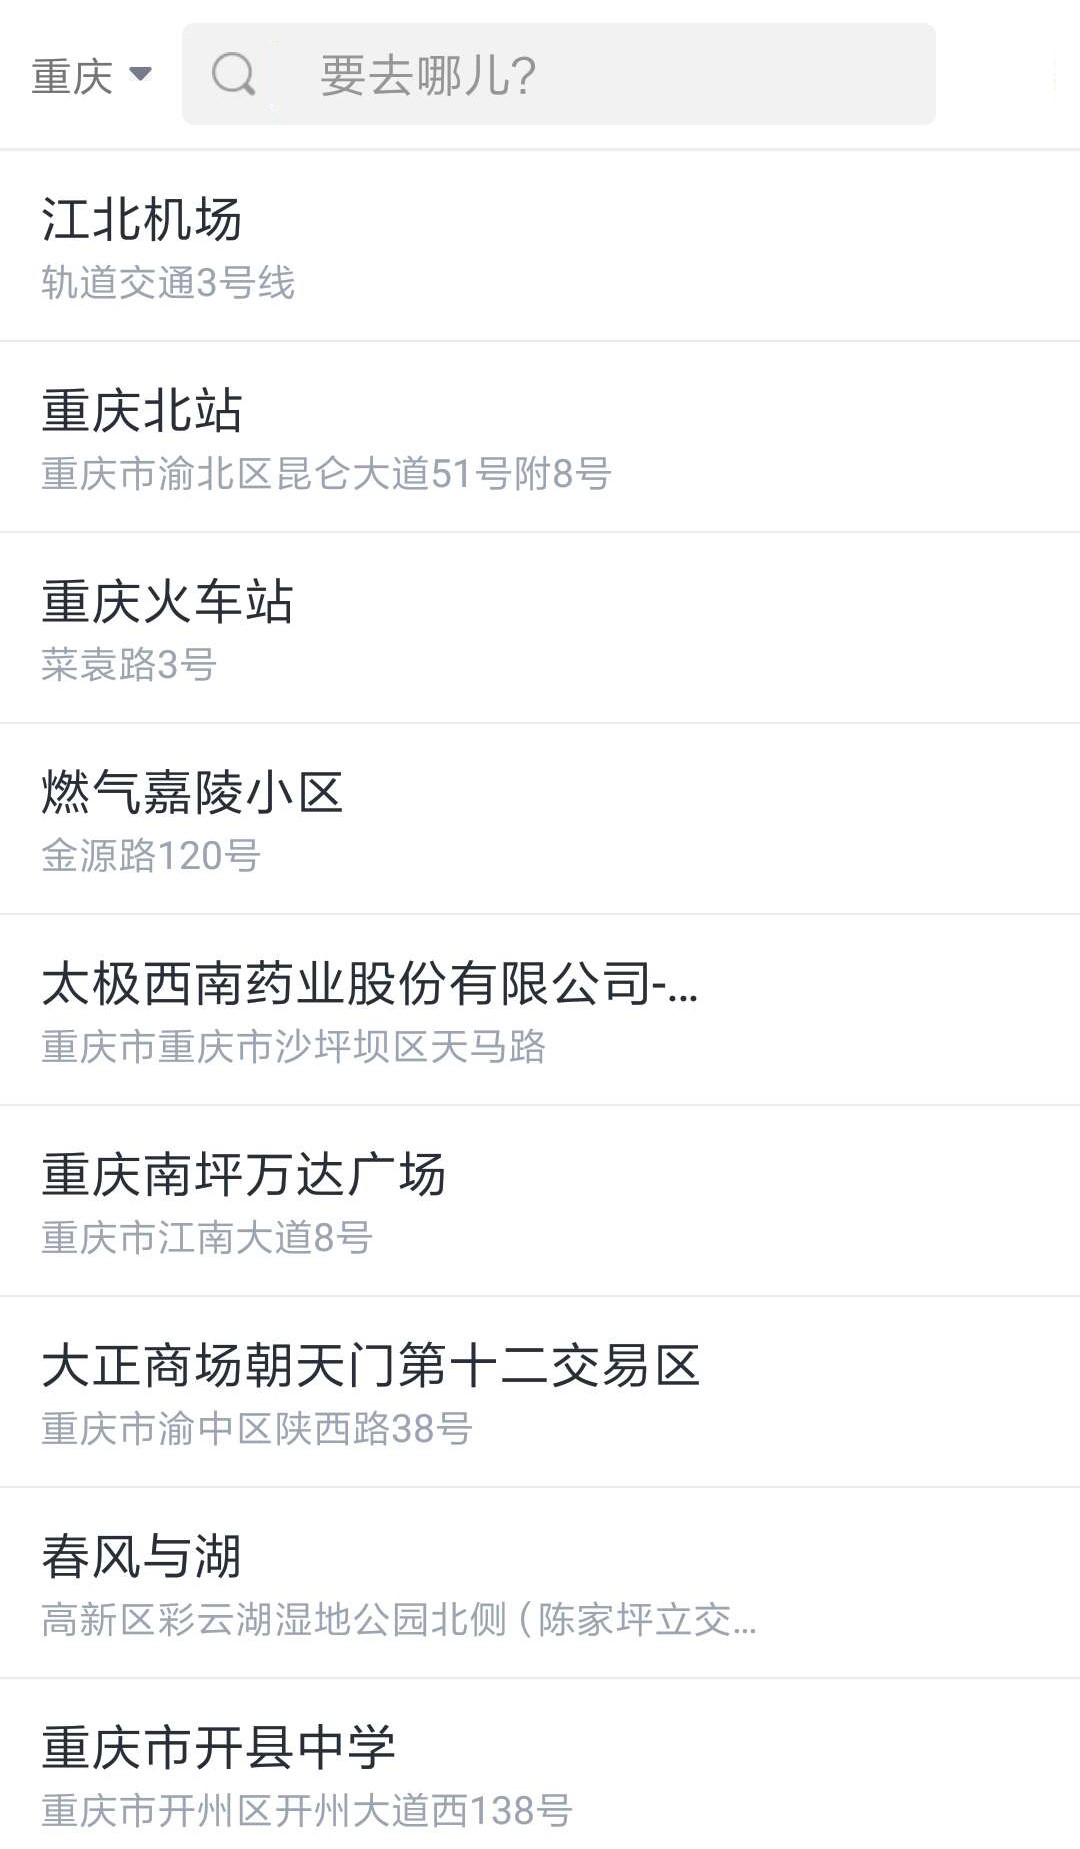 重庆
要去哪儿?
江北机场
轨道交通3号线
重庆北站
重庆市渝北区昆仑大道51号附8号
重庆火车站
菜袁路3号
燃气嘉陵小区
金源路120号
太极西南药业股份有限公司-...
重庆市重庆市沙坪坝区天马路
重庆南坪万达广场
重庆市江南大道8号
大正商场朝天门第十二交易区
重庆市渝中区陕西路38号
春风与湖
高新区彩云湖湿地公园北侧(陈家坪立交...
重庆市开县中学
重庆市开州区开州大道西138号